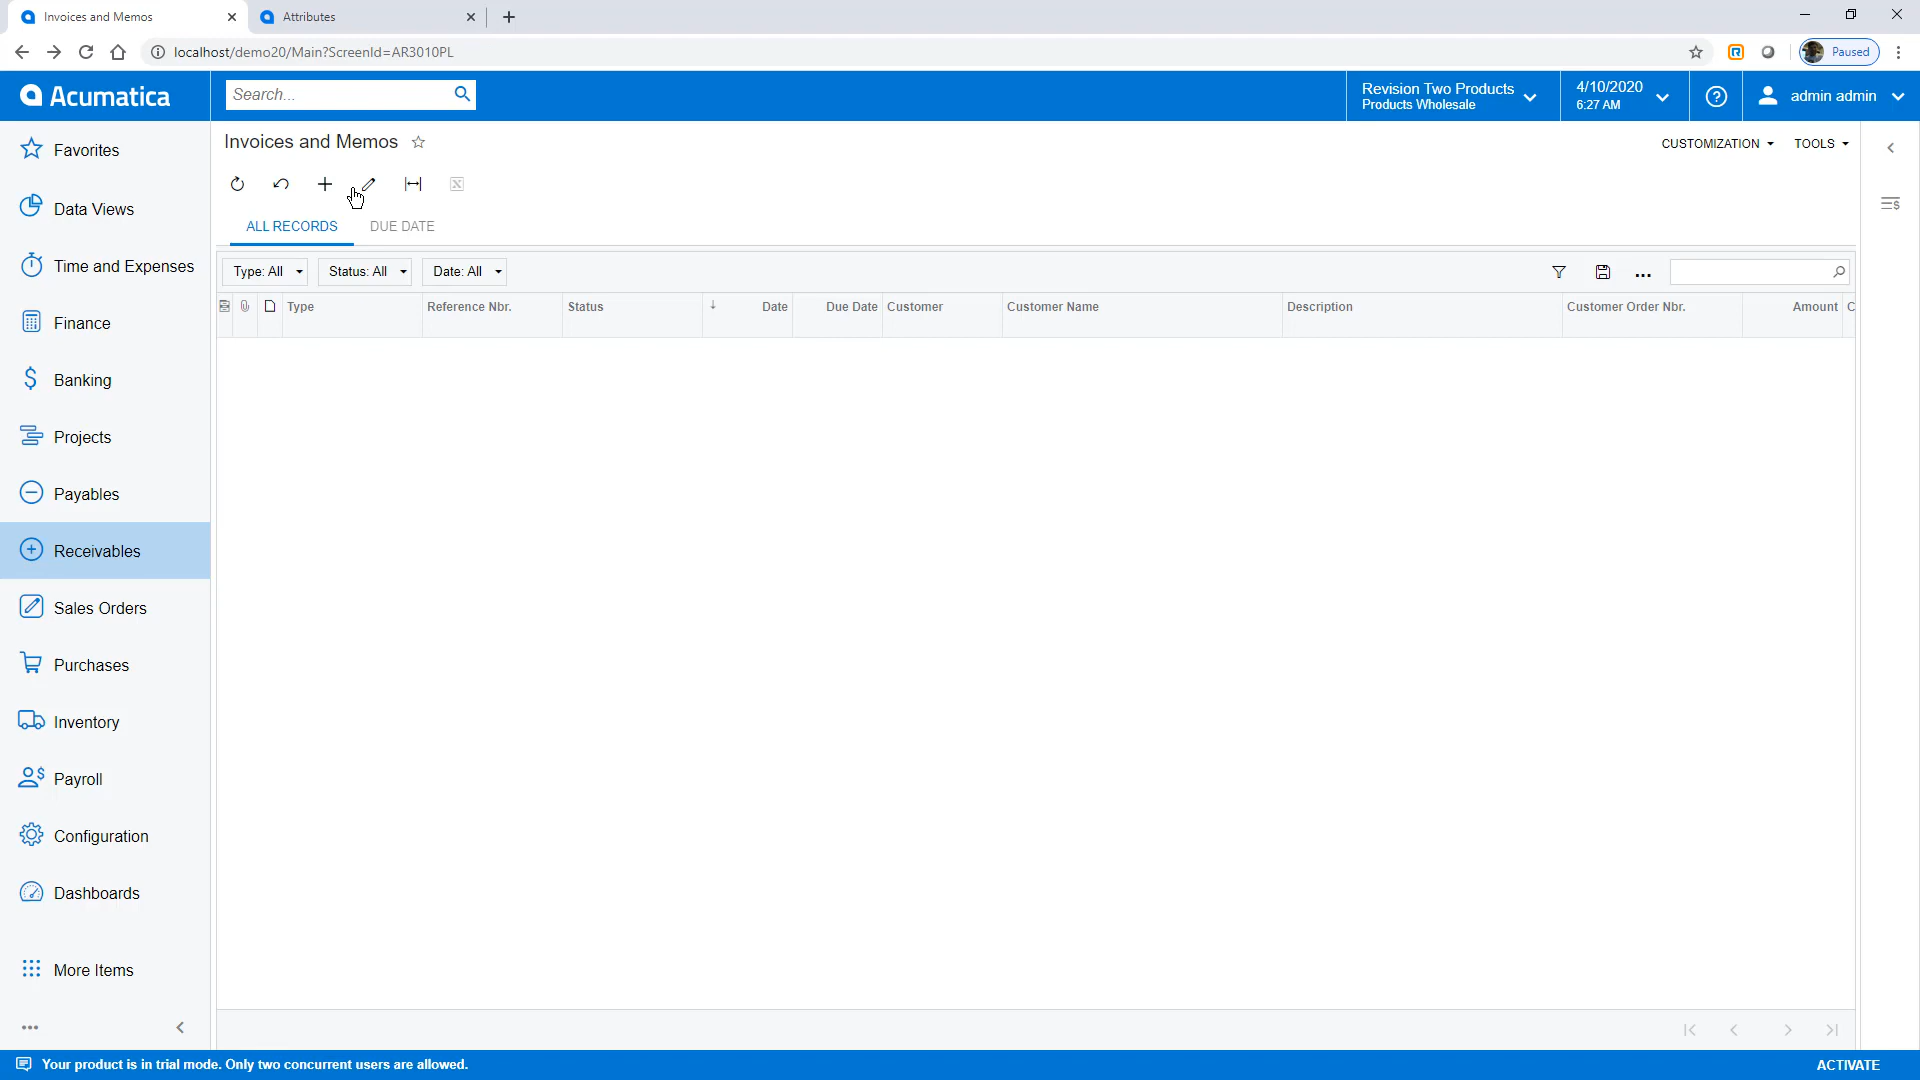 Invoices and Memos
Attributes
localhost/demo20/Main?ScreenId=AR3010PL
Paused
Acumatica
Search...
Revision Two Products
Products Wholesale
4/10/2020
6:27 AM
admin admin
Favorites
Data Views
Time and Expenses
Finance
Banking
Projects
Payables
Receivables
Sales Orders
Purchases
Inventory
Payroll
Configuration
Dashboards
More Items
Invoices and Memos
CUSTOMIZATION
TOOLS
ALL RECORDS
DUE DATE
Type: All
Status: All
Date: All
Type
Reference Nbr.
Status
Date
Due Date
Customer
Customer Name
Description
Customer Order Nbr.
Amount
C
Your product is in trial mode. Only two concurrent users are allowed.
ACTIVATE